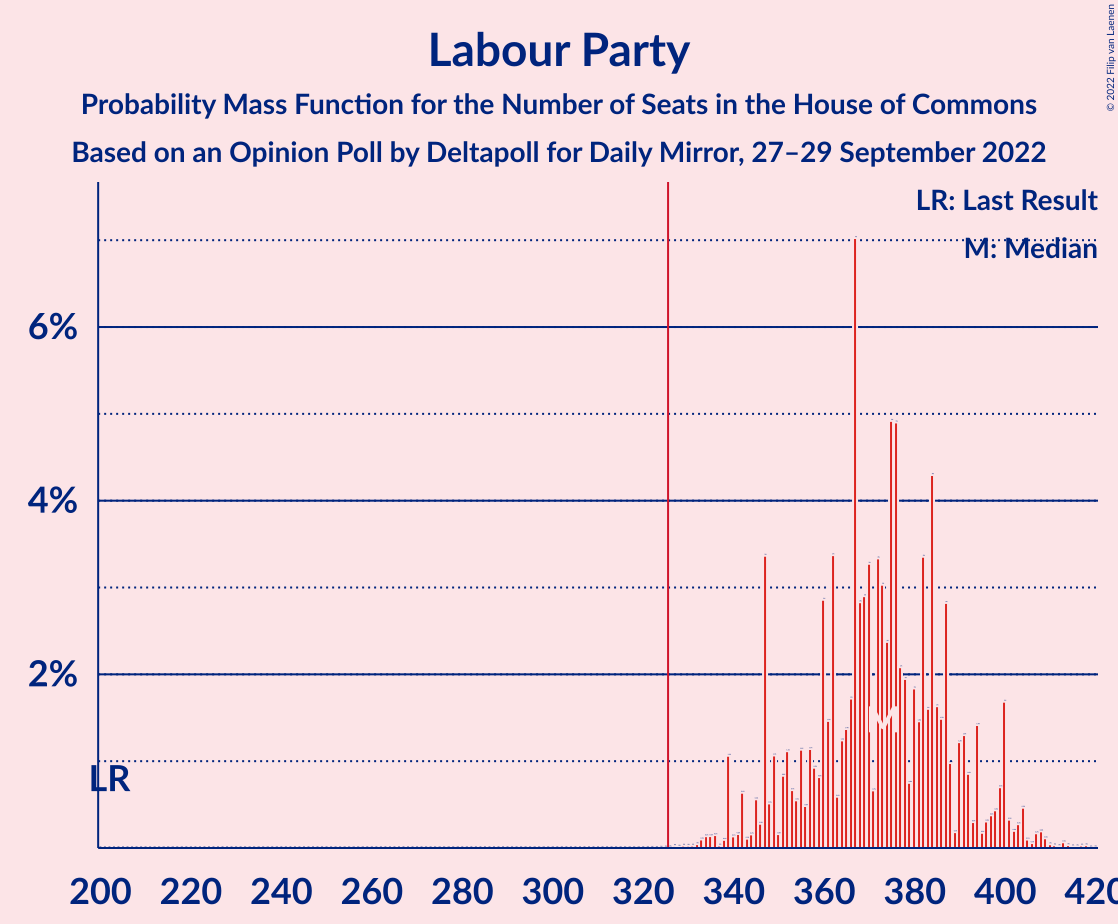 Labour Party
Probability Mass Function for the Number of Seats in the House of Commons
Based on an Opinion Poll by Deltapoll for Daily Mirror, 27–29 September 2022
© 2022 Filip van Laenen
LR: Last Result
M: Median
6%
4%
2%
LR
M
200 220 240 260 280 300 320 340 360 380 400 420